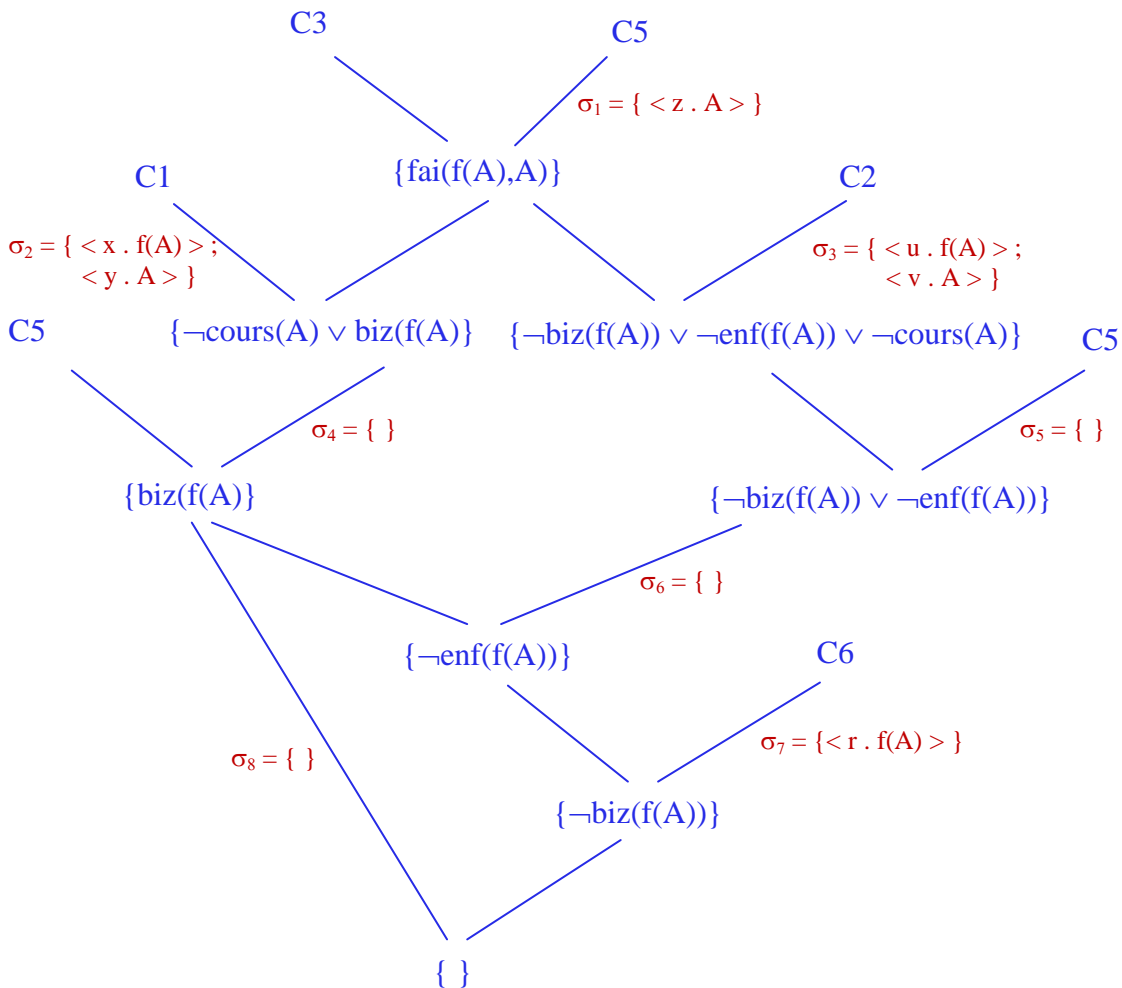 C3
C5
σ1 = { < z . A > }
C1
{fai(f(A),A)}
C2
σ2 = { < x . f(A) > ;
< y . A > }
σ3 = { < u . f(A) > ;
< v . A > }
C5
{¬cours(A) ∨ biz(f(A)}
{¬biz(f(A)) ∨ ¬enf(f(A)) ∨ ¬cours(A)}
C5
σ4 = { }
σ5 = { }
{biz(f(A)}
{¬biz(f(A)) ∨ ¬enf(f(A))}
σ6 = { }
{¬enf(f(A))}
C6
σ8 = { }
σ7 = {< r . f(A) > }
{¬biz(f(A))}
{ }